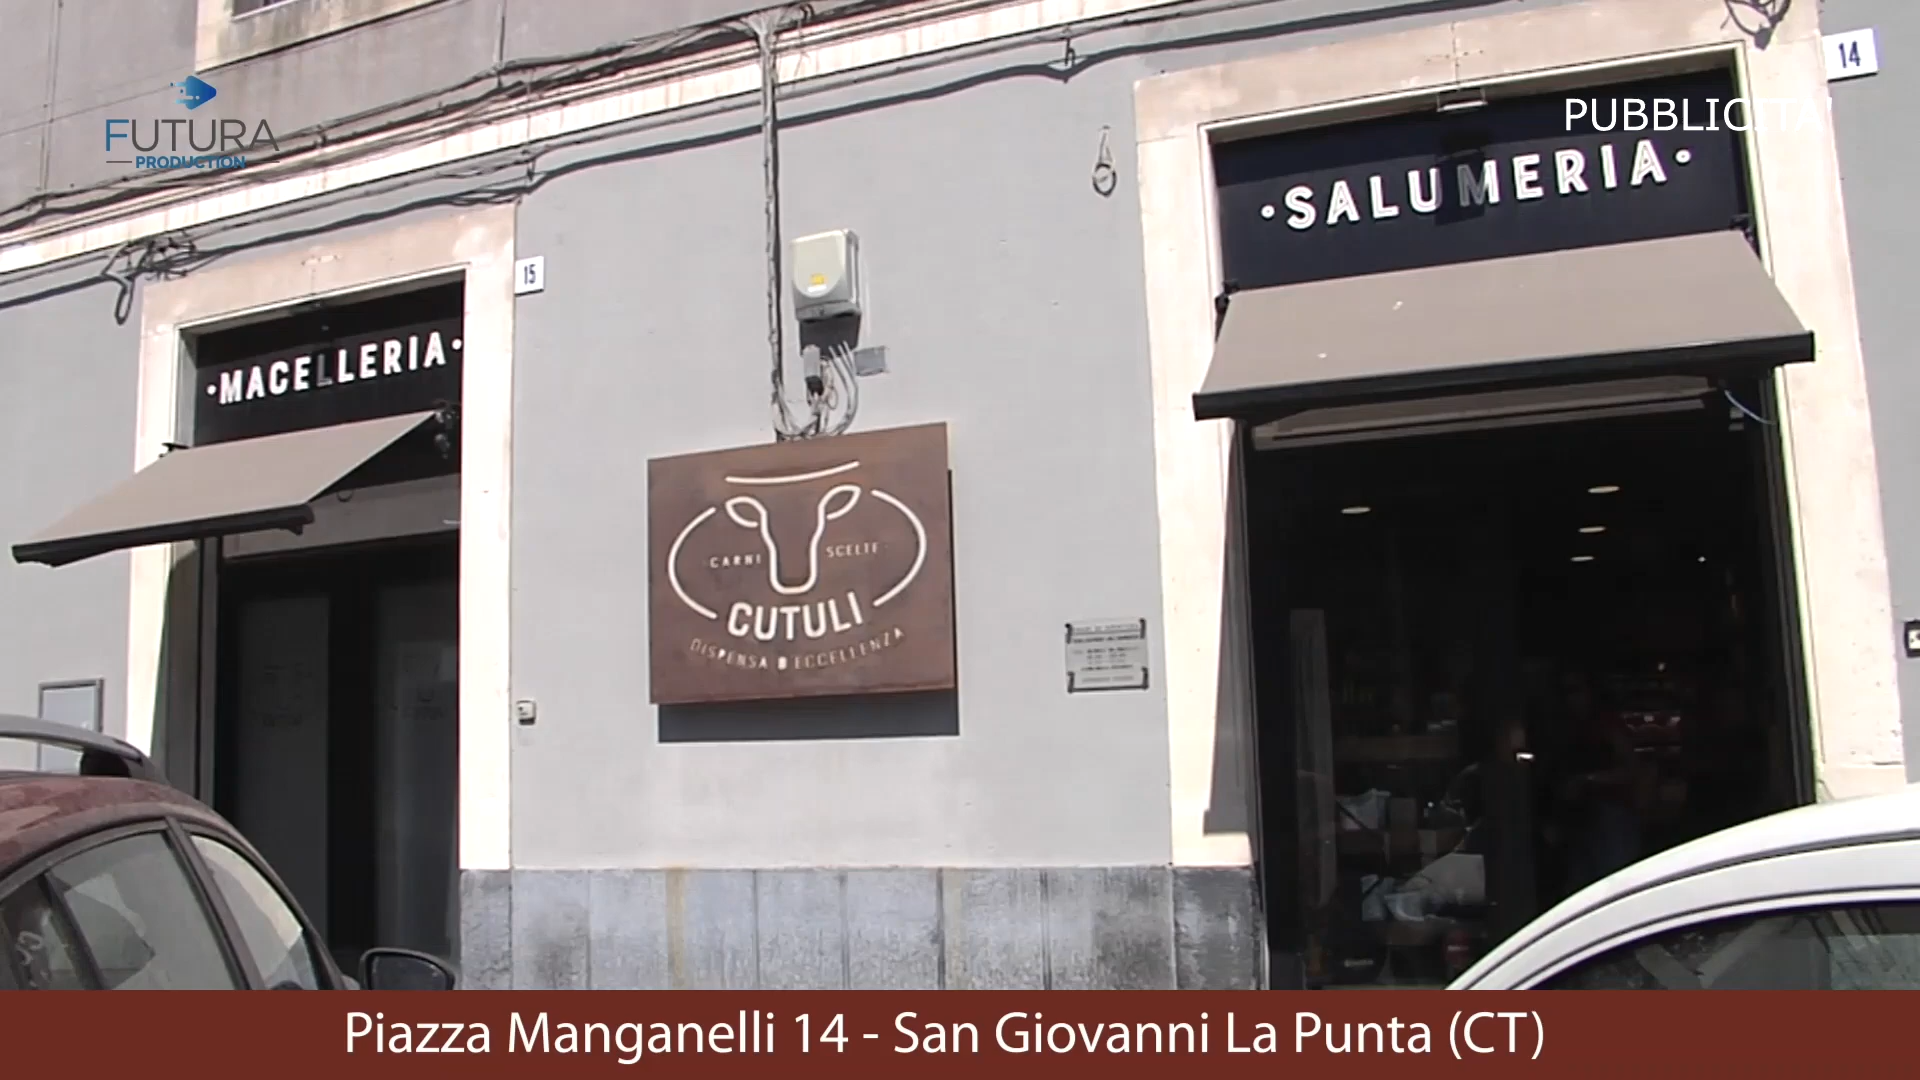 14
FUTURA
PRODUCTION
PUBBLICITA'
·SALUMERIA·
15
·MACELLERIA·
CARNI SCELTE
CUTULI
DISPENSA D'ECCELLENZA
Piazza Manganelli 14 - San Giovanni La Punta (CT)